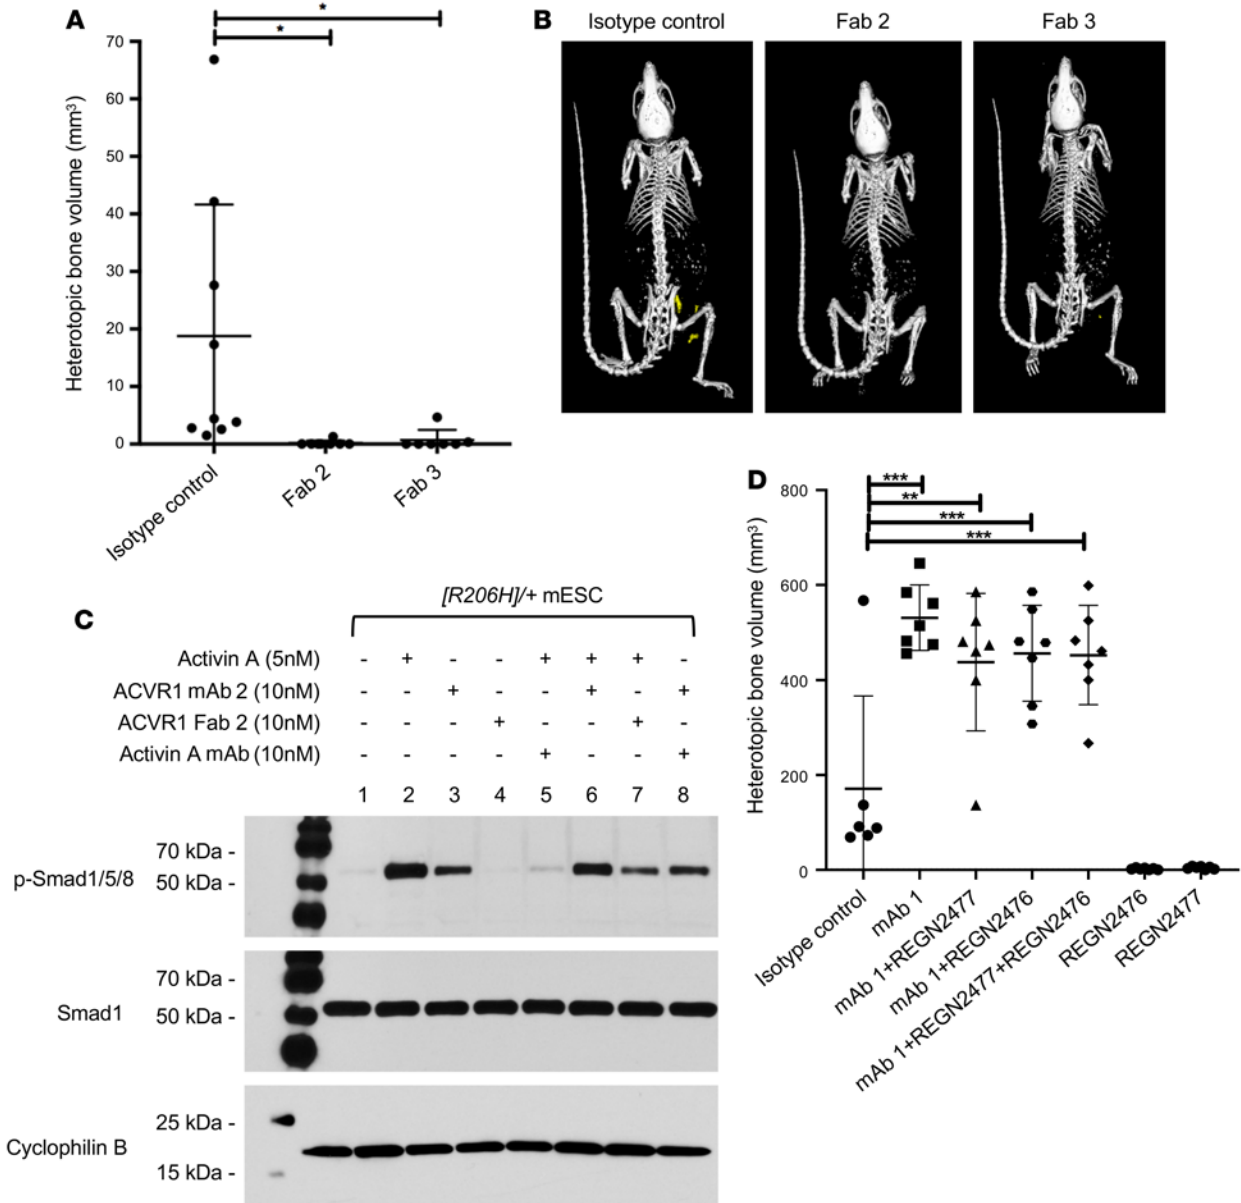 A
*
*
Heterotopic bone volume (mm³)
70
60
50
40
30
20
10
0
Isotype control
Fab 2
Fab 3
B
Isotype control
Fab 2
Fab 3
C
[R206H]/+ mESC
Activin A (5nM) - + - - + + + -
ACVR1 mAb 2 (10nM) - - + - - + - +
ACVR1 Fab 2 (10nM) - - - + - - + -
Activin A mAb (10nM) - - - - + - - +
1 2 3 4 5 6 7 8
p-Smad1/5/8
70 kDa -
50 kDa -
Smad1
70 kDa -
50 kDa -
Cyclophilin B
25 kDa -
15 kDa -
D
***
**
***
***
Heterotopic bone volume (mm³)
800
600
400
200
0
Isotype control
mAb 1
mAb 1+REGN2477
mAb 1+REGN2476
mAb 1+REGN2477+REGN2476
REGN2476
REGN2477